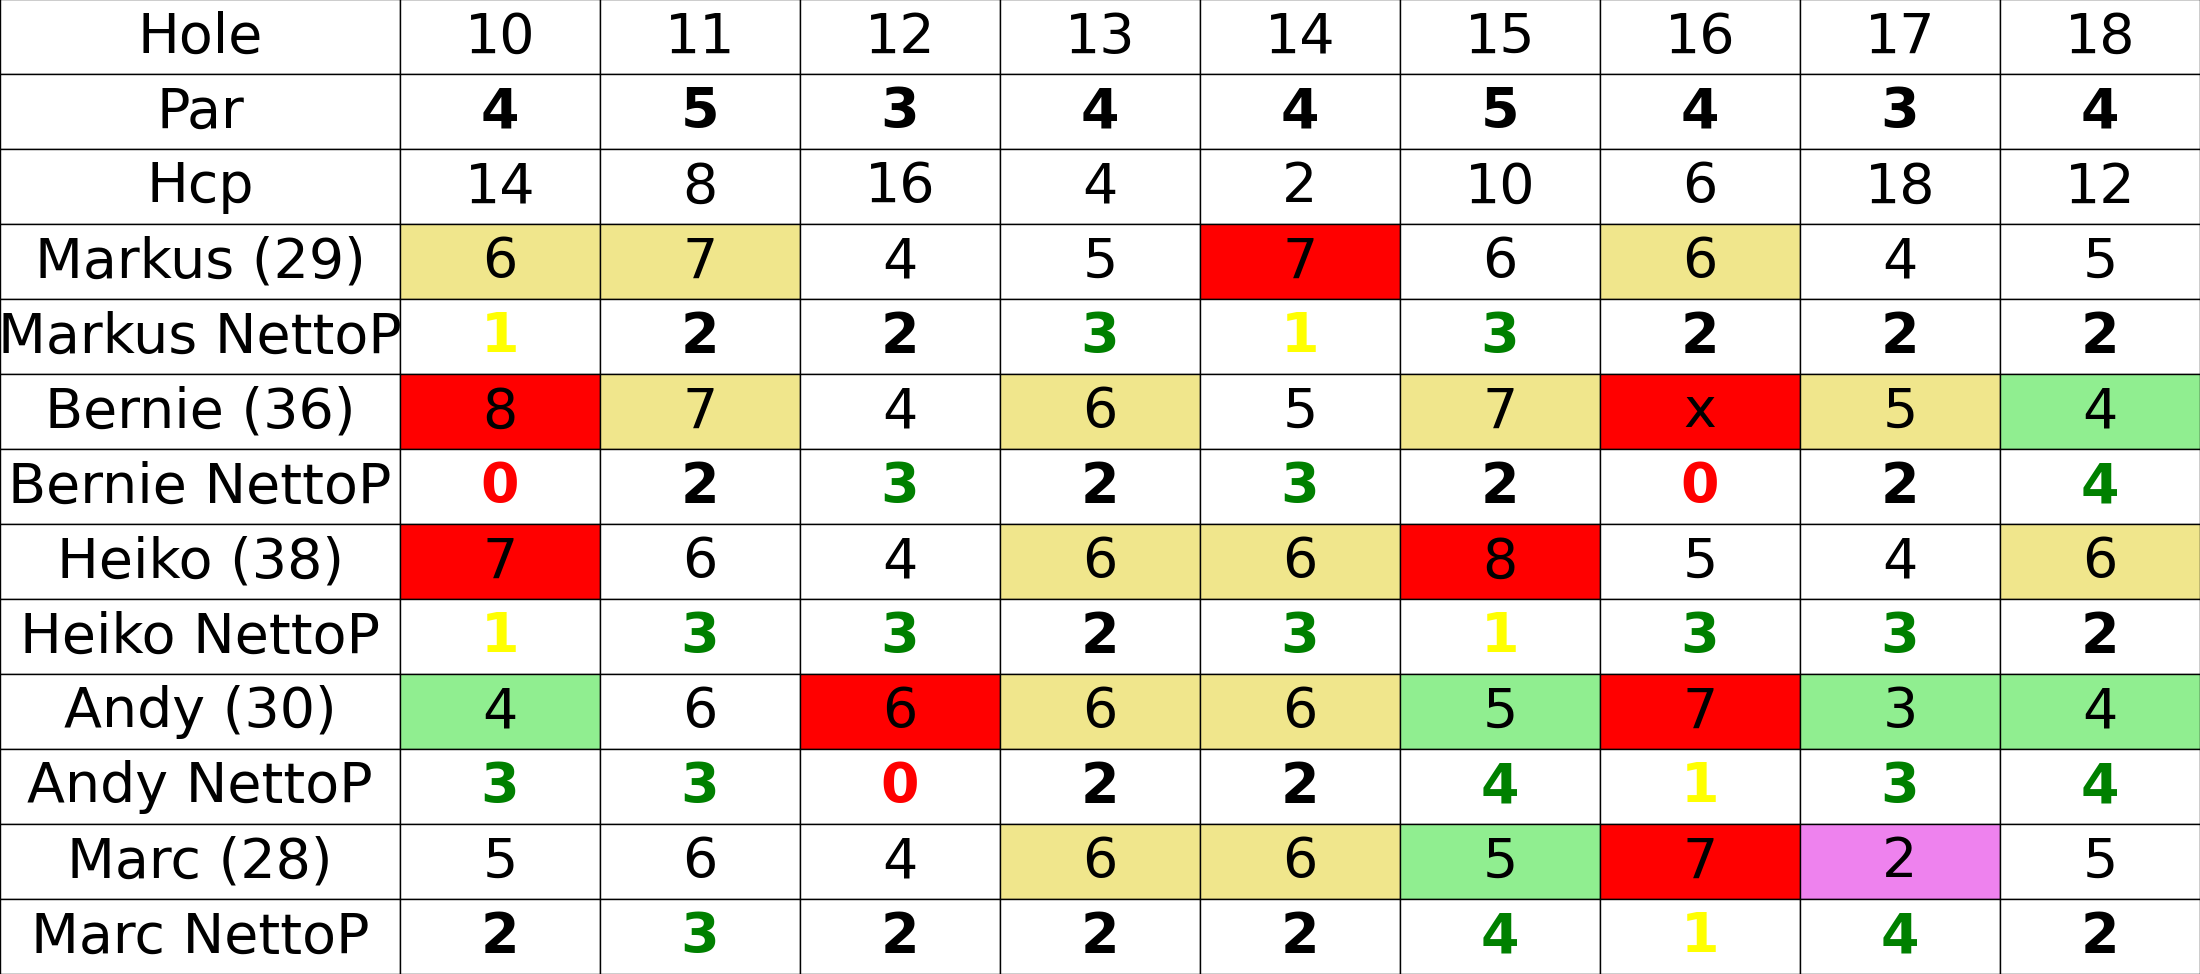 Hole 10 11 12 13 14 15 16 17 18
Par 4 5 3 4 4 5 4 3 4
Hcp 14 8 16 4 2 10 6 18 12
Markus (29) 6 7 4 5 7 6 6 4 5
Markus NettoP 1 2 2 3 1 3 2 2 2
Bernie (36) 8 7 4 6 5 7 x 5 4
Bernie NettoP 0 2 3 2 3 2 0 2 4
Heiko (38) 7 6 4 6 6 8 5 4 6
Heiko NettoP 1 3 3 2 3 1 3 3 2
Andy (30) 4 6 6 6 6 5 7 3 4
Andy NettoP 3 3 0 2 2 4 1 3 4
Marc (28) 5 6 4 6 6 5 7 2 5
Marc NettoP 2 3 2 2 2 4 1 4 2